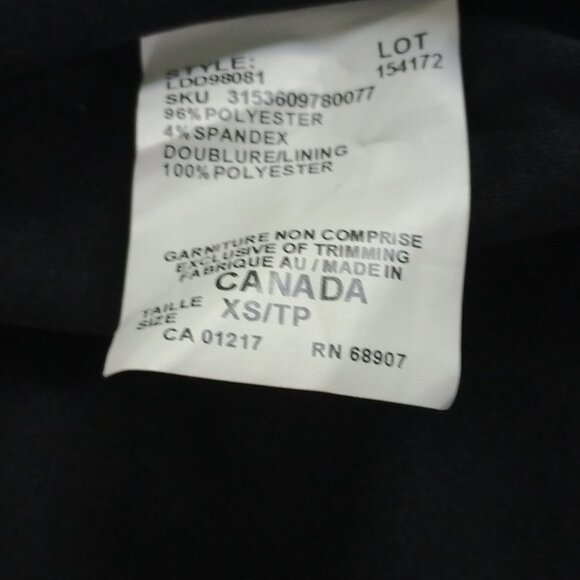 STYLE: LOT
LDD98081 154172
SKU 3153609780077
96% POLYESTER
4% SPANDEX
DOUBLURE/LINING
100% POLYESTER
GARNITURE NON COMPRISE
EXCLUSIVE OF TRIMMING
FABRIQUE AU / MADE IN
CANADA
TAILLE
SIZE XS/TP
CA 01217 RN 68907